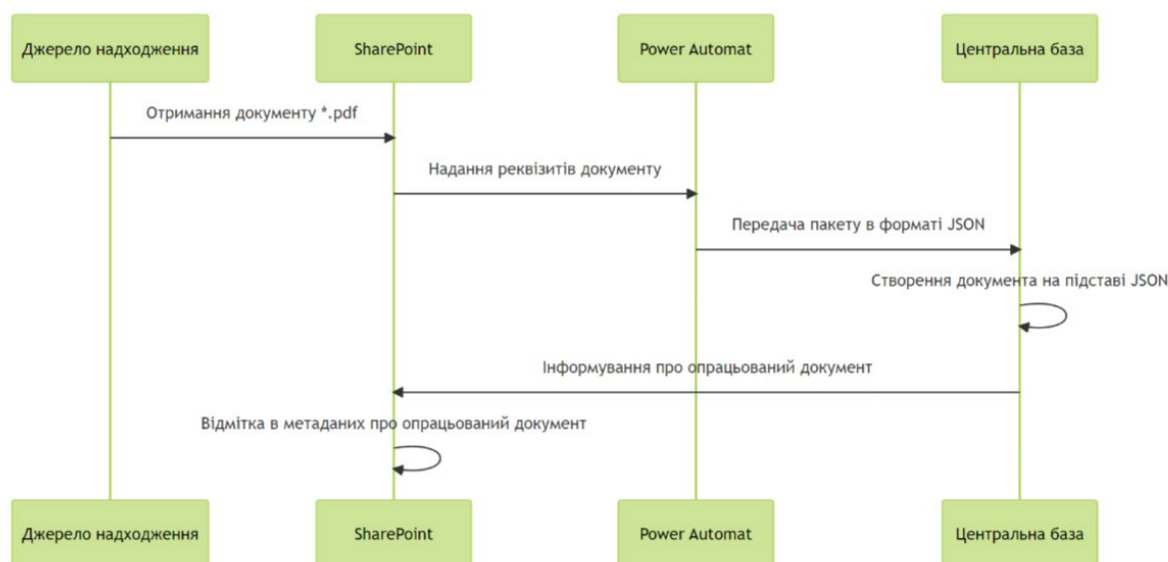 Джерело надходження
SharePoint
Power Automat
Центральна база
Отримання документу *.pdf
Надання реквізитів документу
Передача пакету в форматі JSON
Створення документа на підставі JSON
Інформування про опрацьований документ
Відмітка в метаданих про опрацьований документ
Джерело надходження
SharePoint
Power Automat
Центральна база